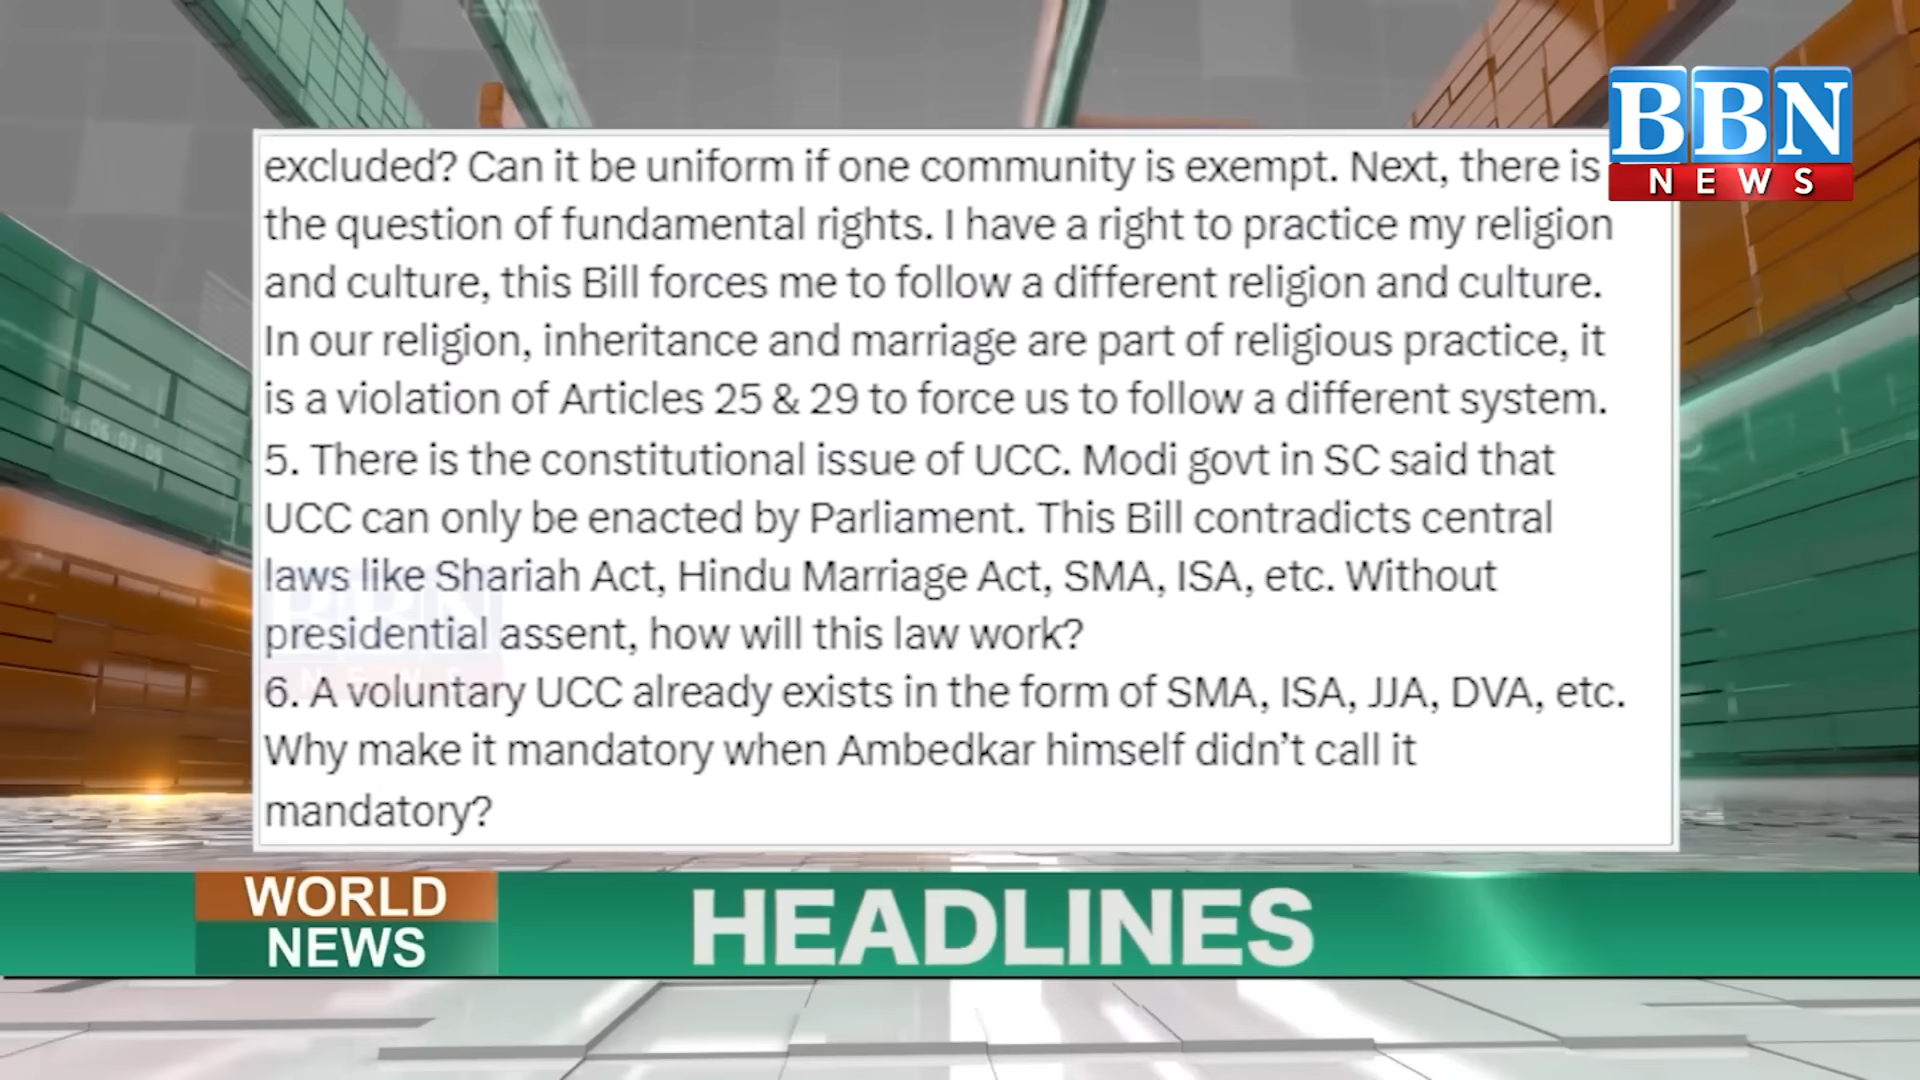 BBN
NEWS
excluded? Can it be uniform if one community is exempt. Next, there is
the question of fundamental rights. I have a right to practice my religion
and culture, this Bill forces me to follow a different religion and culture.
In our religion, inheritance and marriage are part of religious practice, it
is a violation of Articles 25 & 29 to force us to follow a different system.
5. There is the constitutional issue of UCC. Modi govt in SC said that
UCC can only be enacted by Parliament. This Bill contradicts central
laws like Shariah Act, Hindu Marriage Act, SMA, ISA, etc. Without
presidential assent, how will this law work?
6. A voluntary UCC already exists in the form of SMA, ISA, JJA, DVA, etc.
Why make it mandatory when Ambedkar himself didn’t call it
mandatory?
BBN
NEWS
WORLD
NEWS
HEADLINES